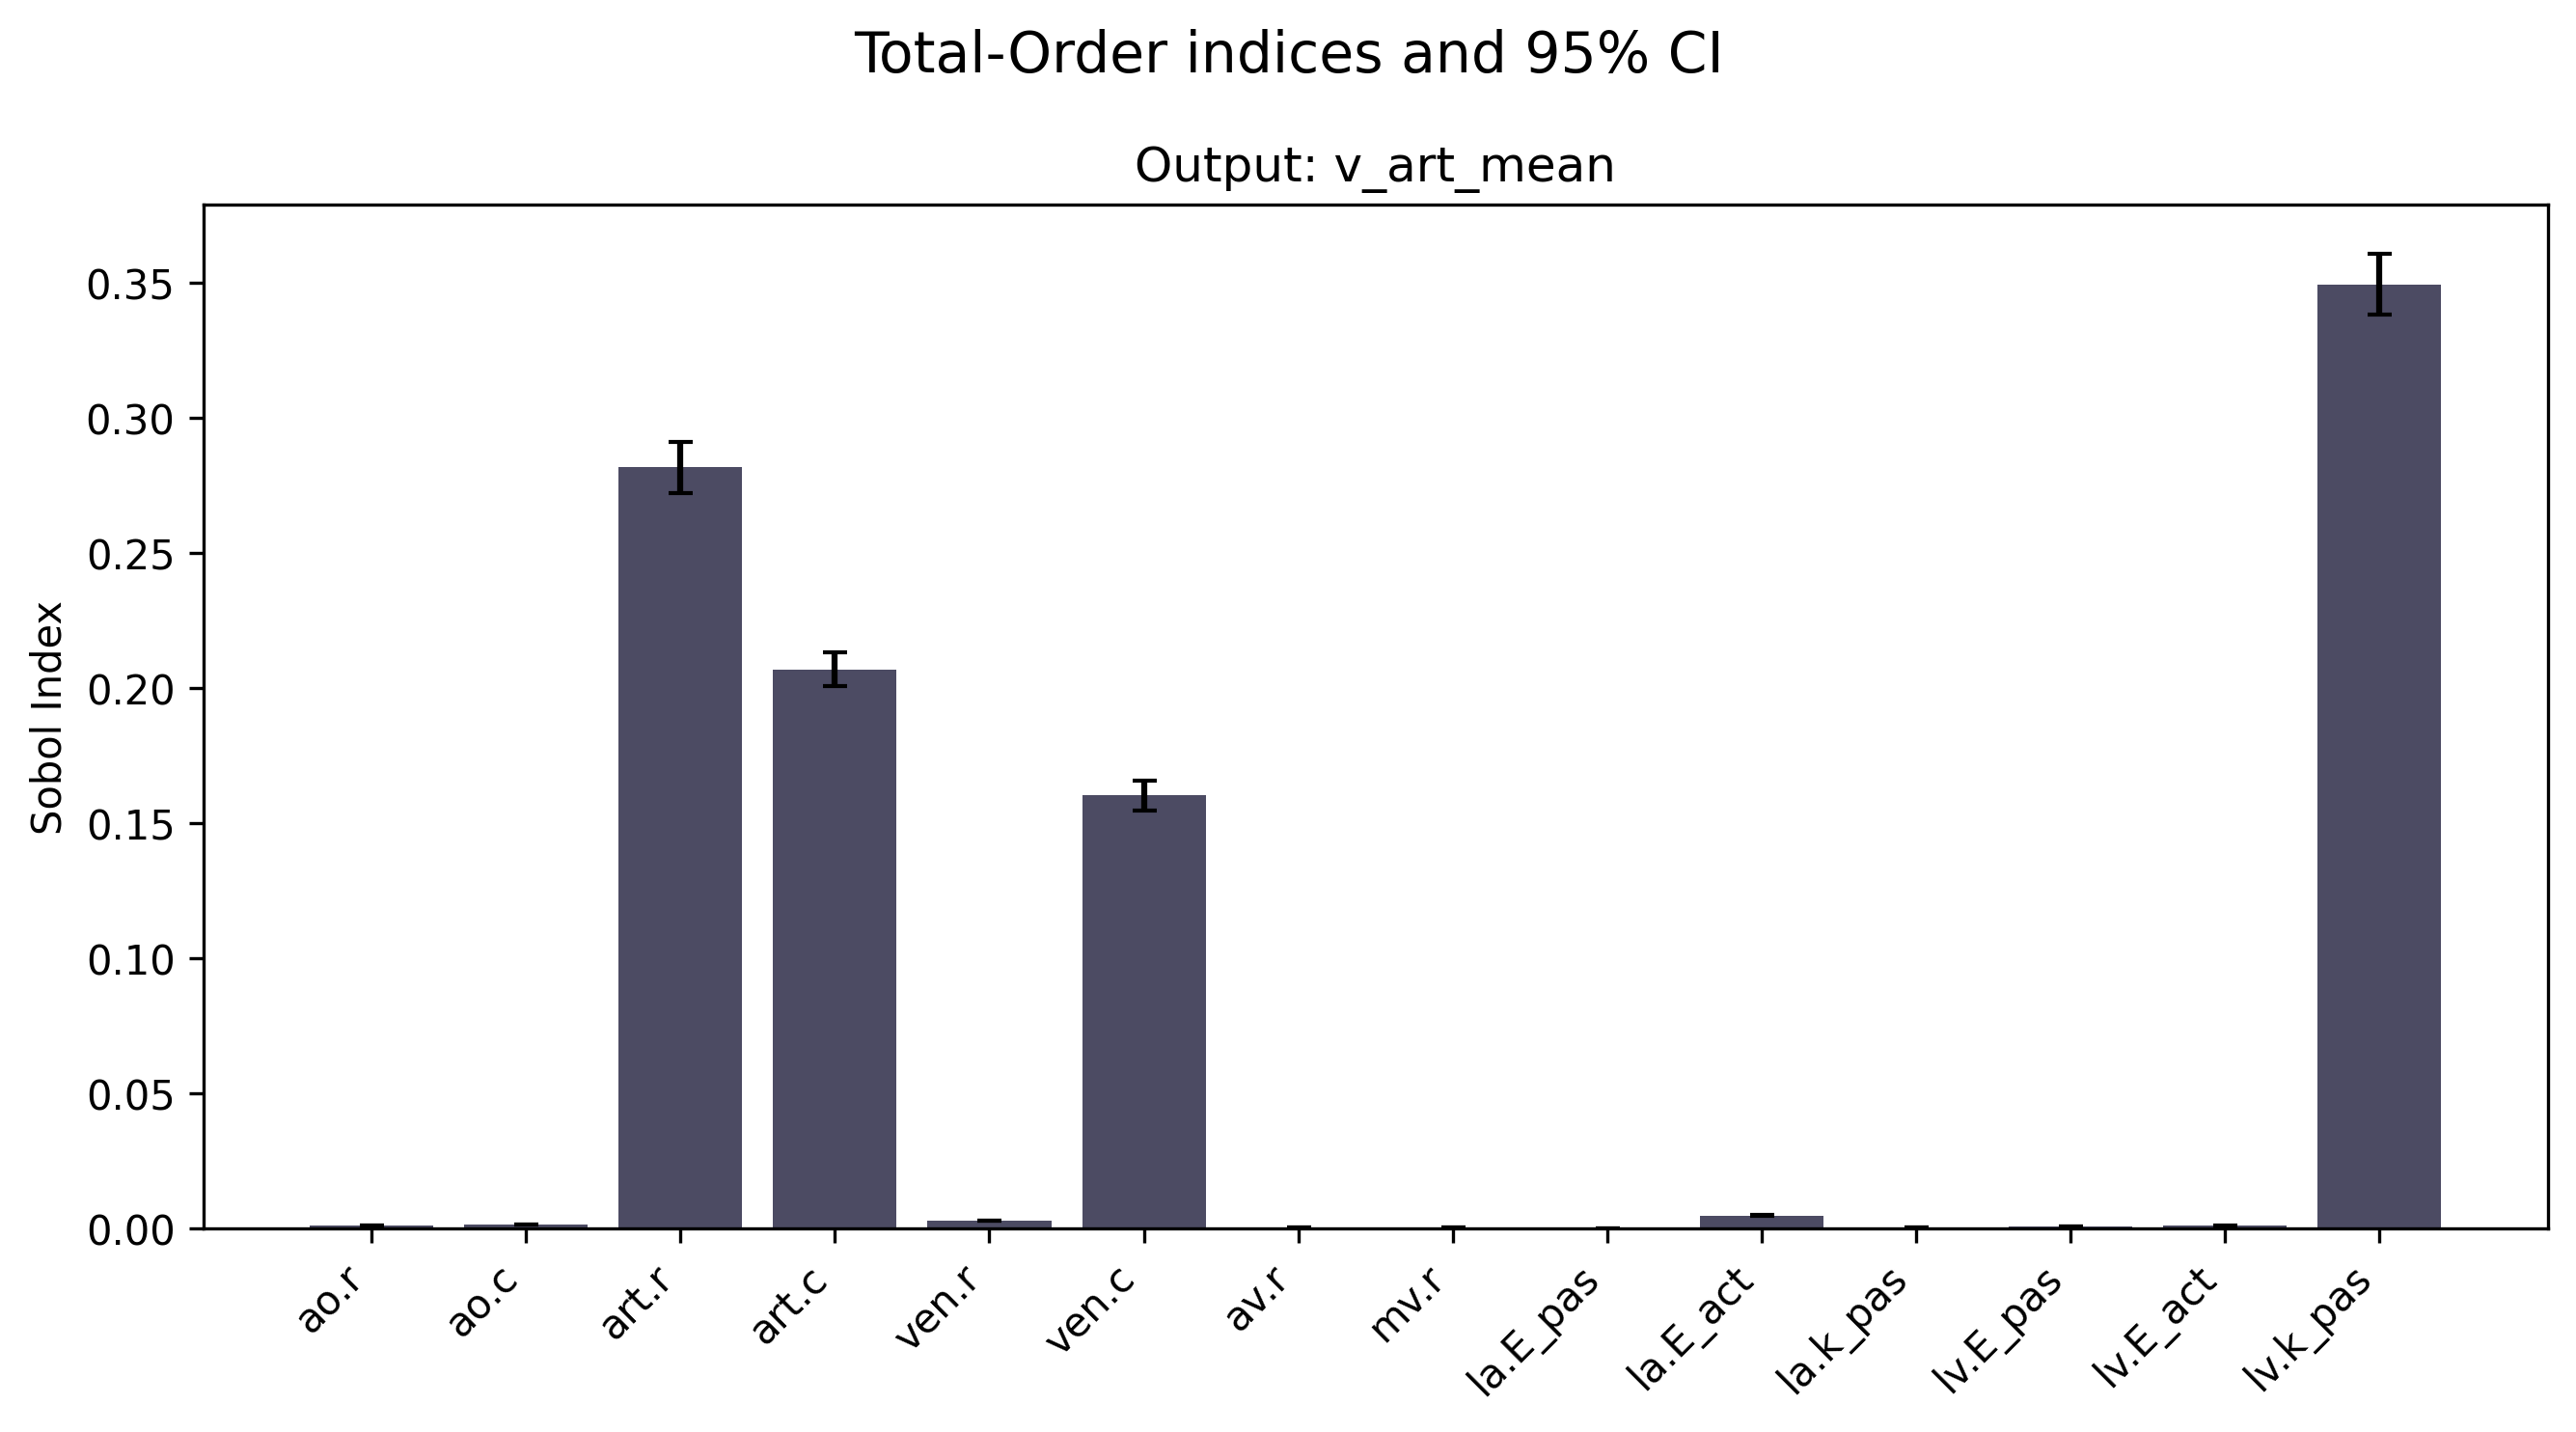 Total-Order indices and 95% CI
Output: v_art_mean
Sobol Index
0.35
0.30
0.25
0.20
0.15
0.10
0.05
0.00
ao.r
ao.c
art.r
art.c
ven.r
ven.c
av.r
mv.r
la.E_pas
la.E_act
la.k_pas
lv.E_pas
lv.E_act
lv.k_pas